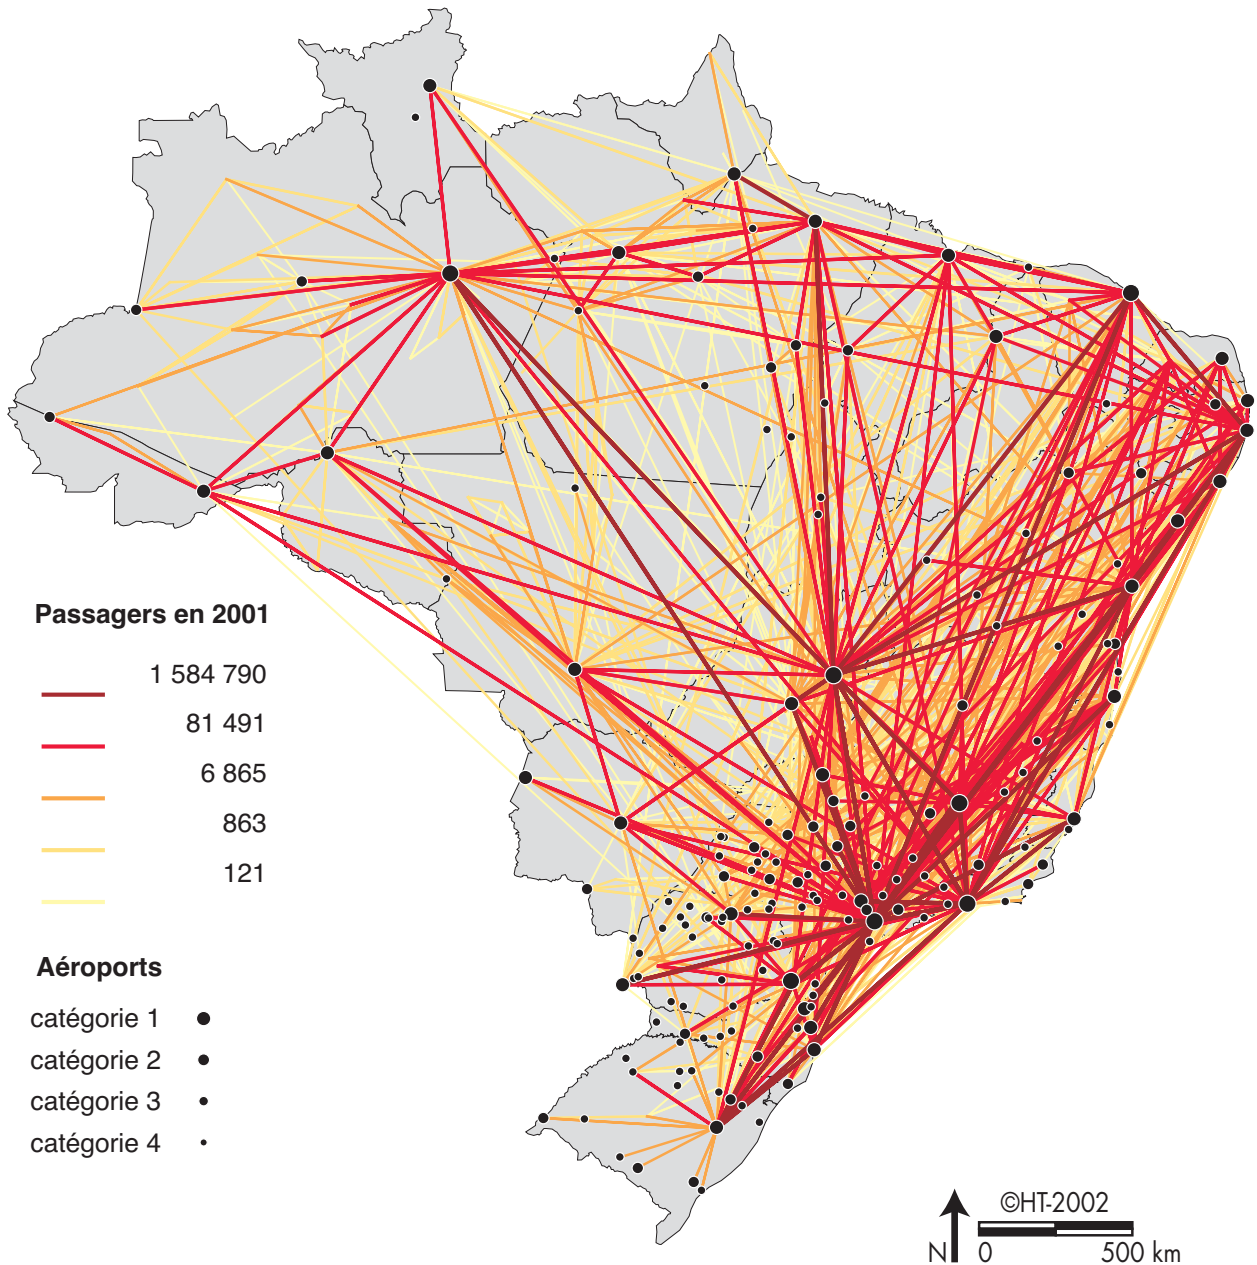 Passagers en 2001
1 584 790
81 491
6 865
863
121
Aéroports
catégorie 1
catégorie 2
catégorie 3
catégorie 4
©HT-2002
N 0 500 km